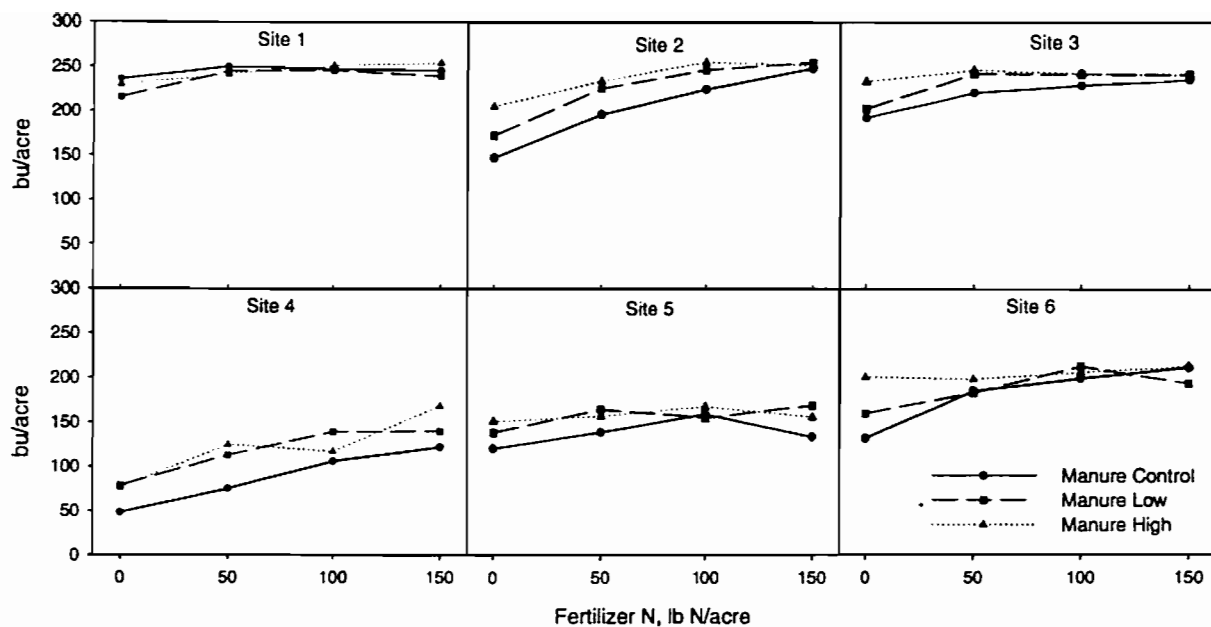 300
250
200
150
100
50
bu/acre
Site 1
Site 2
Site 3
300
250
200
150
100
50
0
bu/acre
Site 4
Site 5
Site 6
Manure Control
Manure Low
Manure High
0 50 100 150 0 50 100 150 0 50 100 150
Fertilizer N, lb N/acre